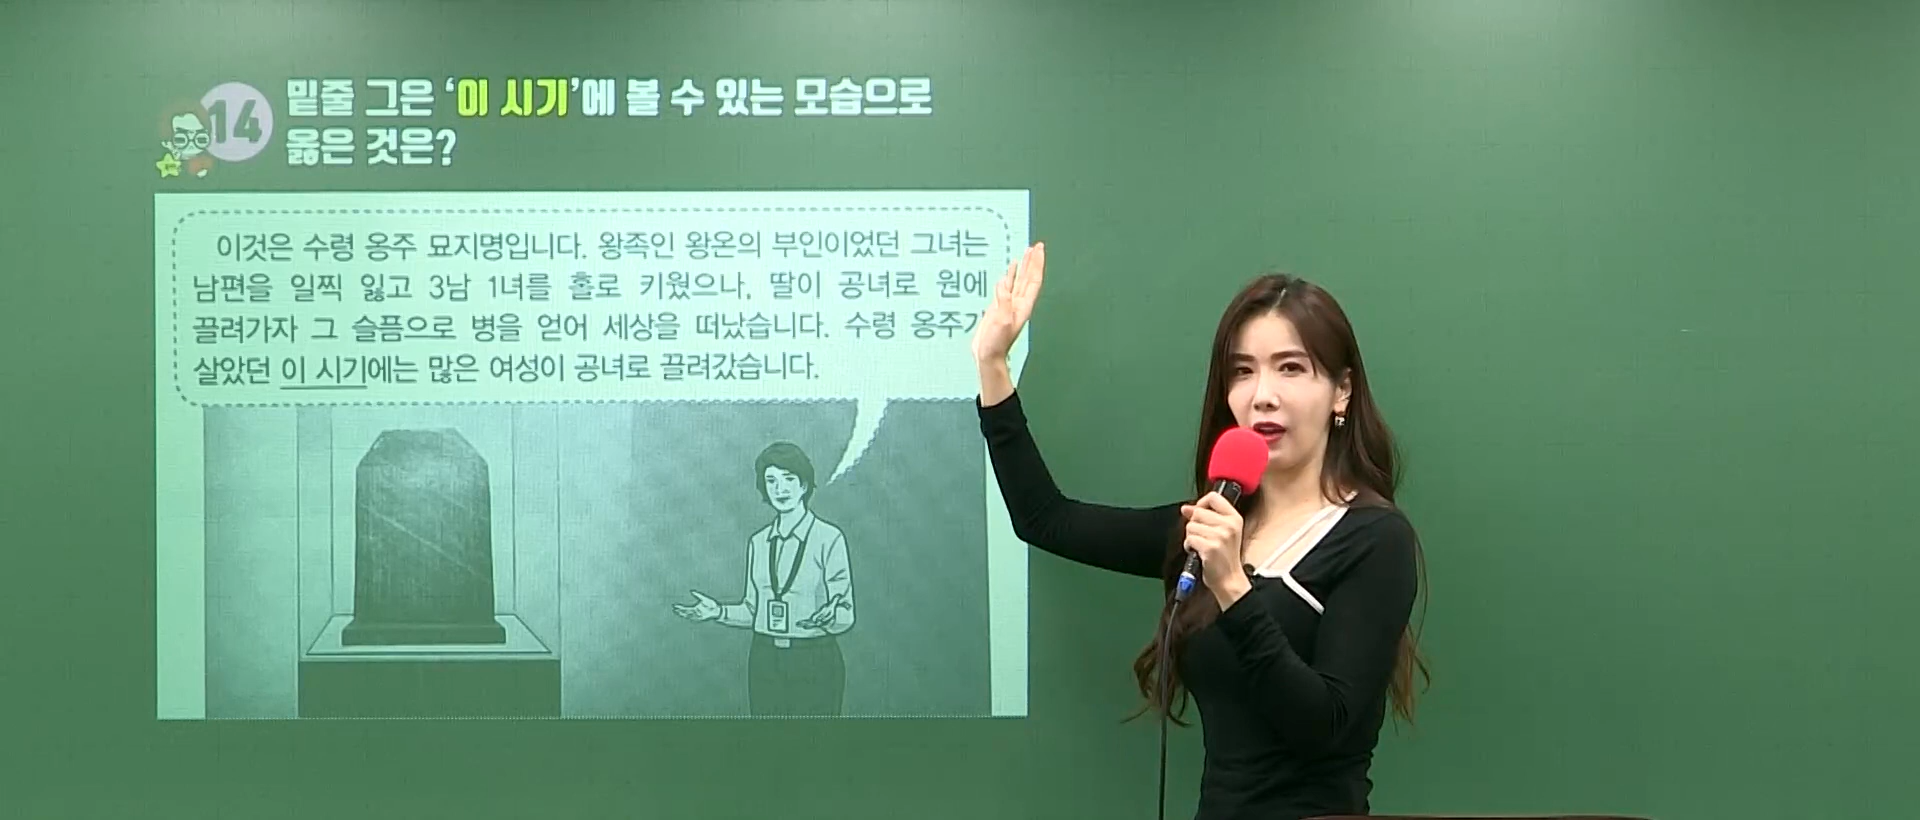 14
밑줄 그은 '이 시기'에 볼 수 있는 모습으로
옳은 것은?
이것은 수령 옹주 묘지명입니다. 왕족인 왕온의 부인이었던 그녀는
남편을 일찍 잃고 3남 1녀를 홀로 키웠으나, 딸이 공녀로 원에
끌려가자 그 슬픔으로 병을 얻어 세상을 떠났습니다. 수령 옹주가
살았던 이 시기에는 많은 여성이 공녀로 끌려갔습니다.